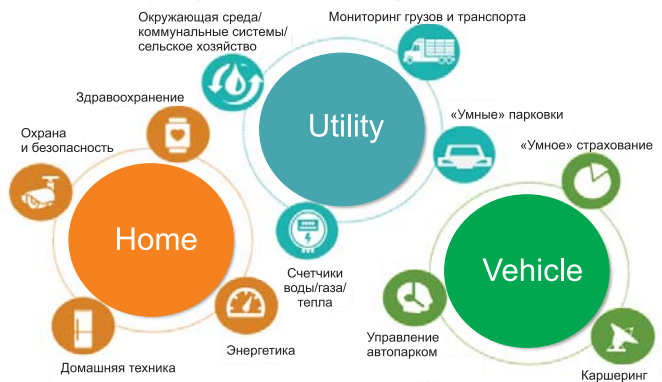 Окружающая среда/
коммунальные системы/
сельское хозяйство
Мониторинг грузов и транспорта
Здравоохранение
Utility
«Умные» парковки
Охрана
и безопасность
«Умное» страхование
Home
Vehicle
Счетчики
воды/газа/
тепла
Управление
автопарком
Энергетика
Домашняя техника
Каршеринг